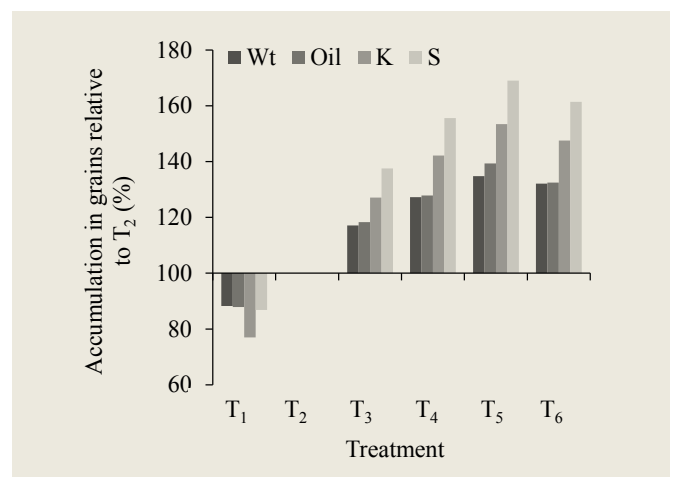 Accumulation in grains relative
to T₂ (%)
180
160
140
120
100
80
60
Wt Oil K S
T₁ T₂ T₃ T₄ T₅ T₆
Treatment